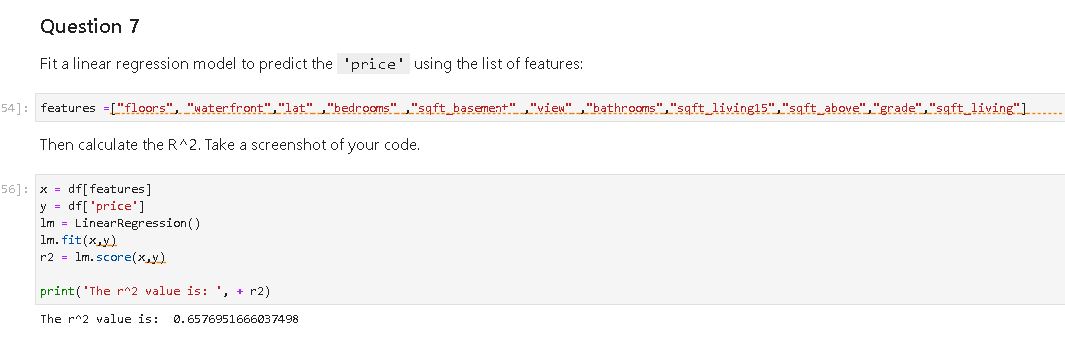 Question 7
Fit a linear regression model to predict the 'price' using the list of features:
54]: features =["floors", "waterfront","lat" ,"bedrooms" ,"sqft_basement" ,"view" ,"bathrooms","sqft_living15","sqft_above","grade","sqft_living"]
Then calculate the R^2. Take a screenshot of your code.
56]: x = df[features]
y = df['price']
lm = LinearRegression()
lm.fit(x,y)
r2 = lm.score(x,y)
print('The r^2 value is: ', + r2)
The r^2 value is:  0.6576951666037498